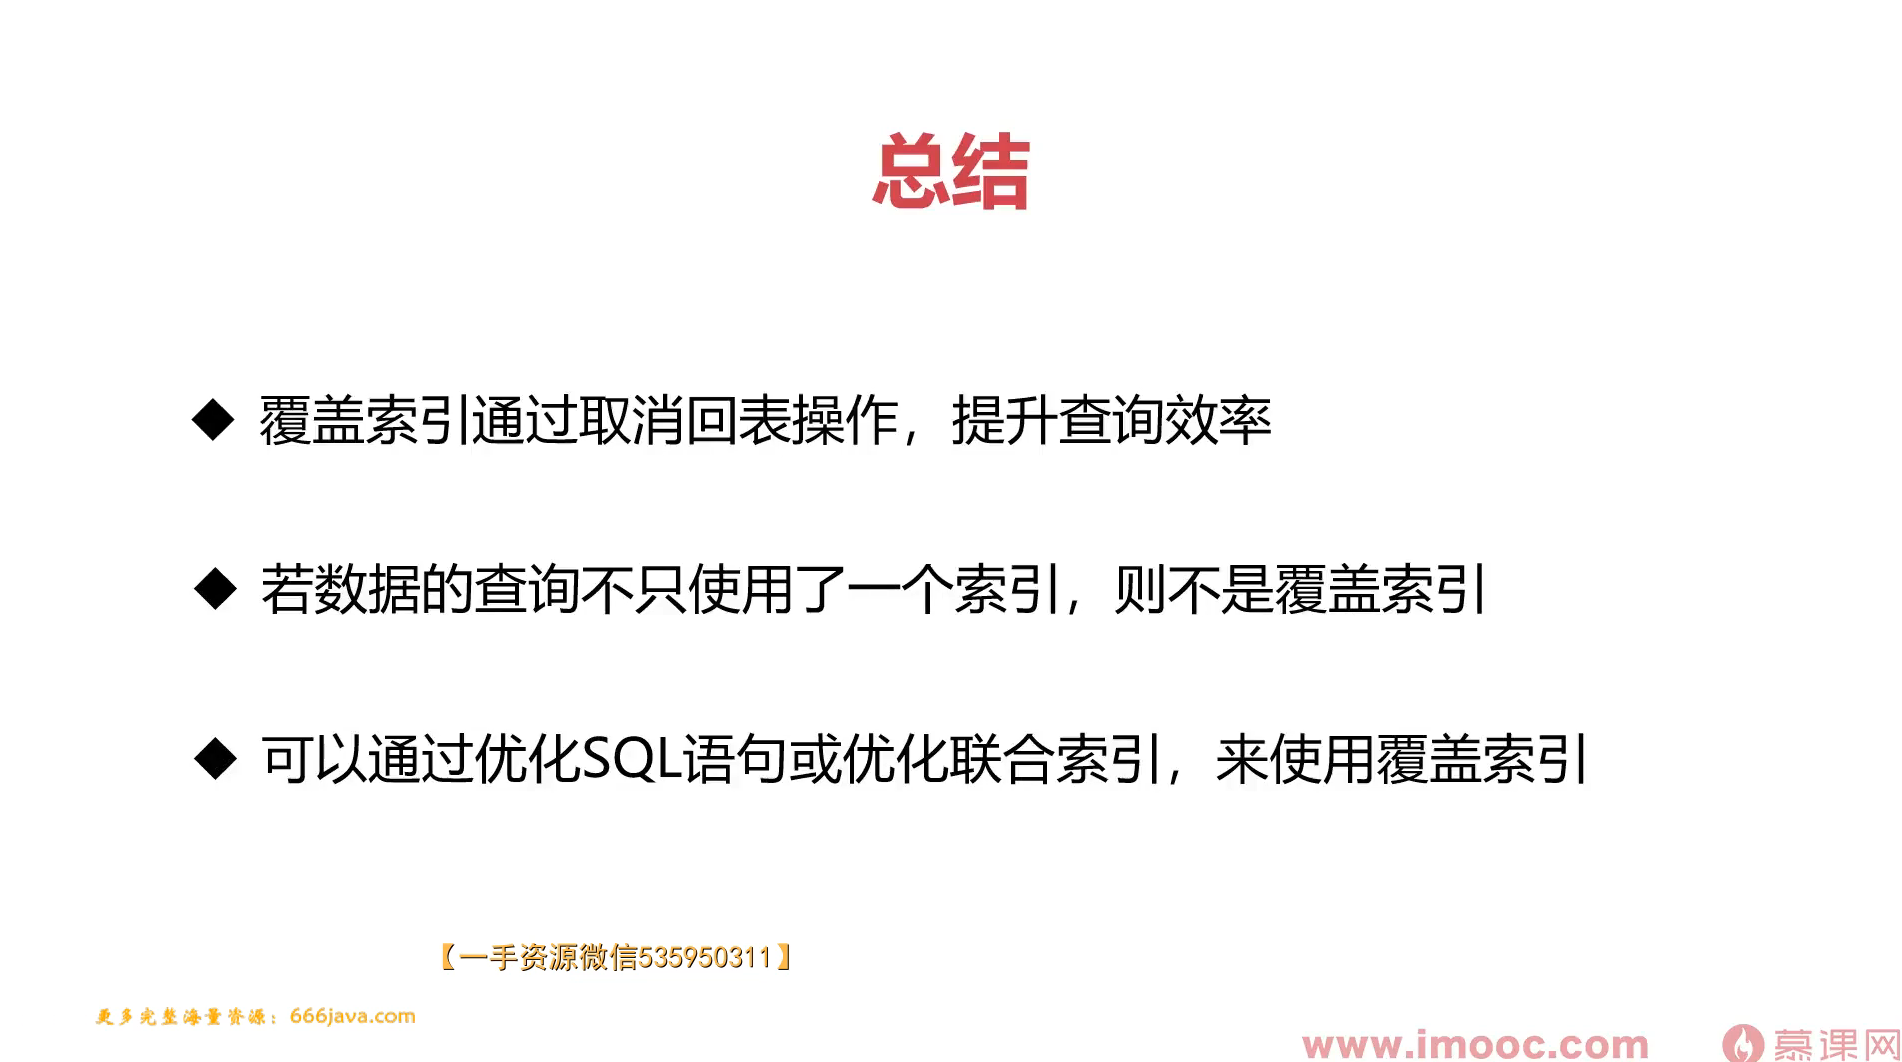 总结
◆ 覆盖索引通过取消回表操作，提升查询效率
◆ 若数据的查询不只使用了一个索引，则不是覆盖索引
◆ 可以通过优化SQL语句或优化联合索引，来使用覆盖索引
【一手资源微信535950311】
更多完整海量资源：666java.com
www.imooc.com 慕课网